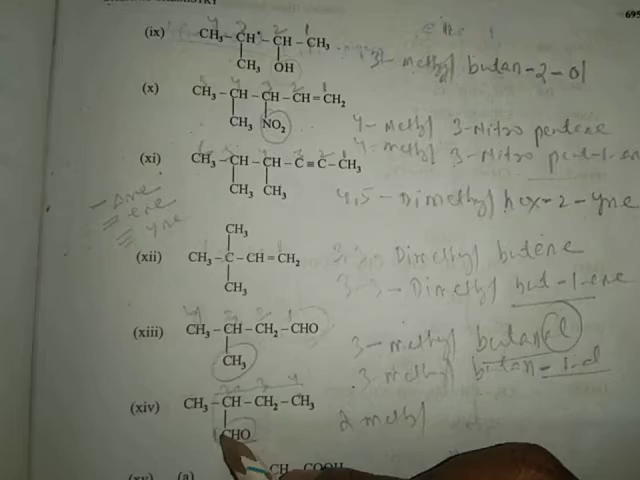 695
(ix) CH₃ – CH – CH – CH₃
CH₃ OH
3-methyl butan-2-ol
(x) CH₃ – CH – CH – CH = CH₂
CH₃ NO₂
4-methyl 3-Nitro pentene
4-methyl 3-Nitro pent-1-en
(xi) CH₃ – CH – CH – C ≡ C – CH₃
CH₃ CH₃
4,5-Dimethyl hex-2-yne
- ane
= ene
≡ yne
CH₃
(xii) CH₃ – C – CH = CH₂
CH₃
Dimethyl butene
3-3-Dimethyl but-1-ene
(xiii) CH₃ – CH – CH₂ – CHO
CH₃
3-methyl butanal
3 methyl butan-1-al
(xiv) CH₃ – CH – CH₂ – CH₃
CHO
2 methyl
(xv) (a) CH COOH